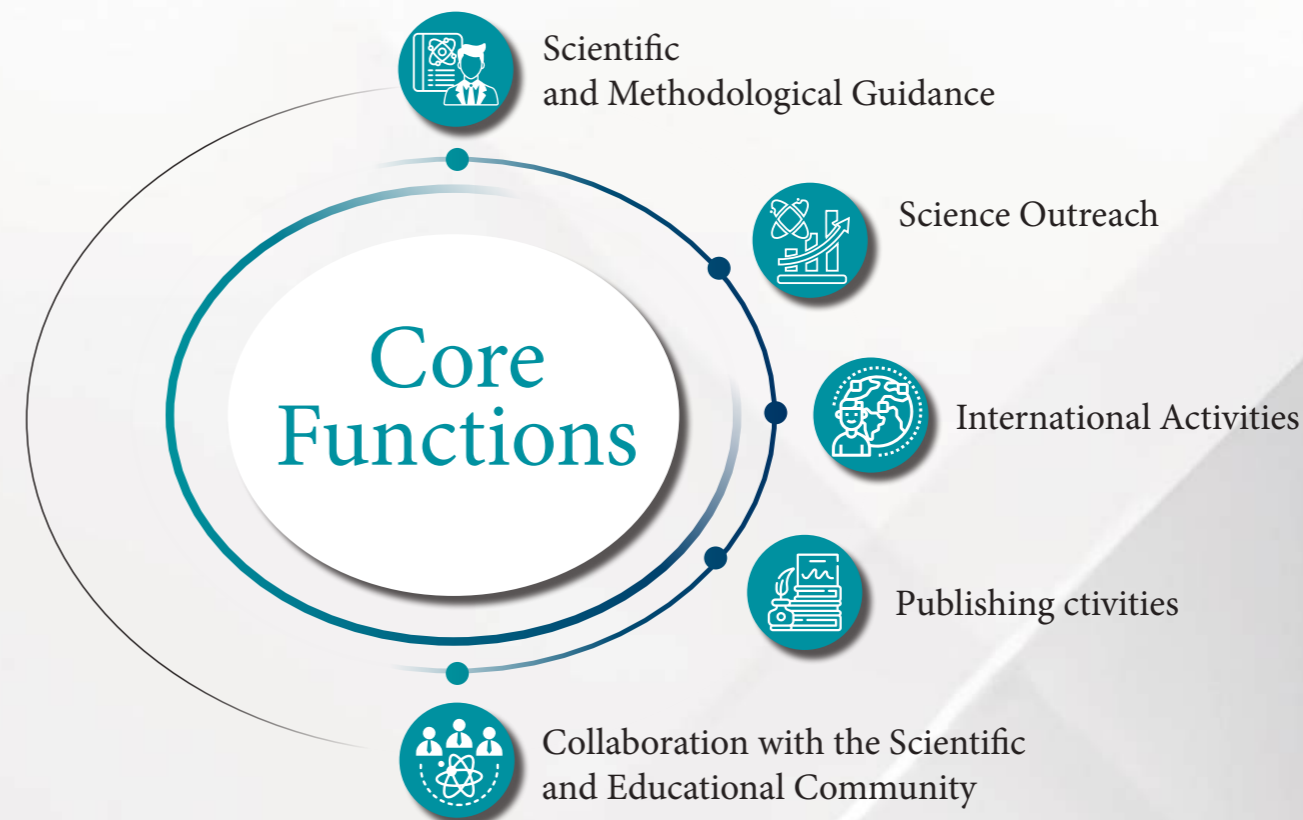 Scientific
and Methodological Guidance
Science Outreach
Core
Functions
International Activities
Publishing ctivities
Collaboration with the Scientific
and Educational Community